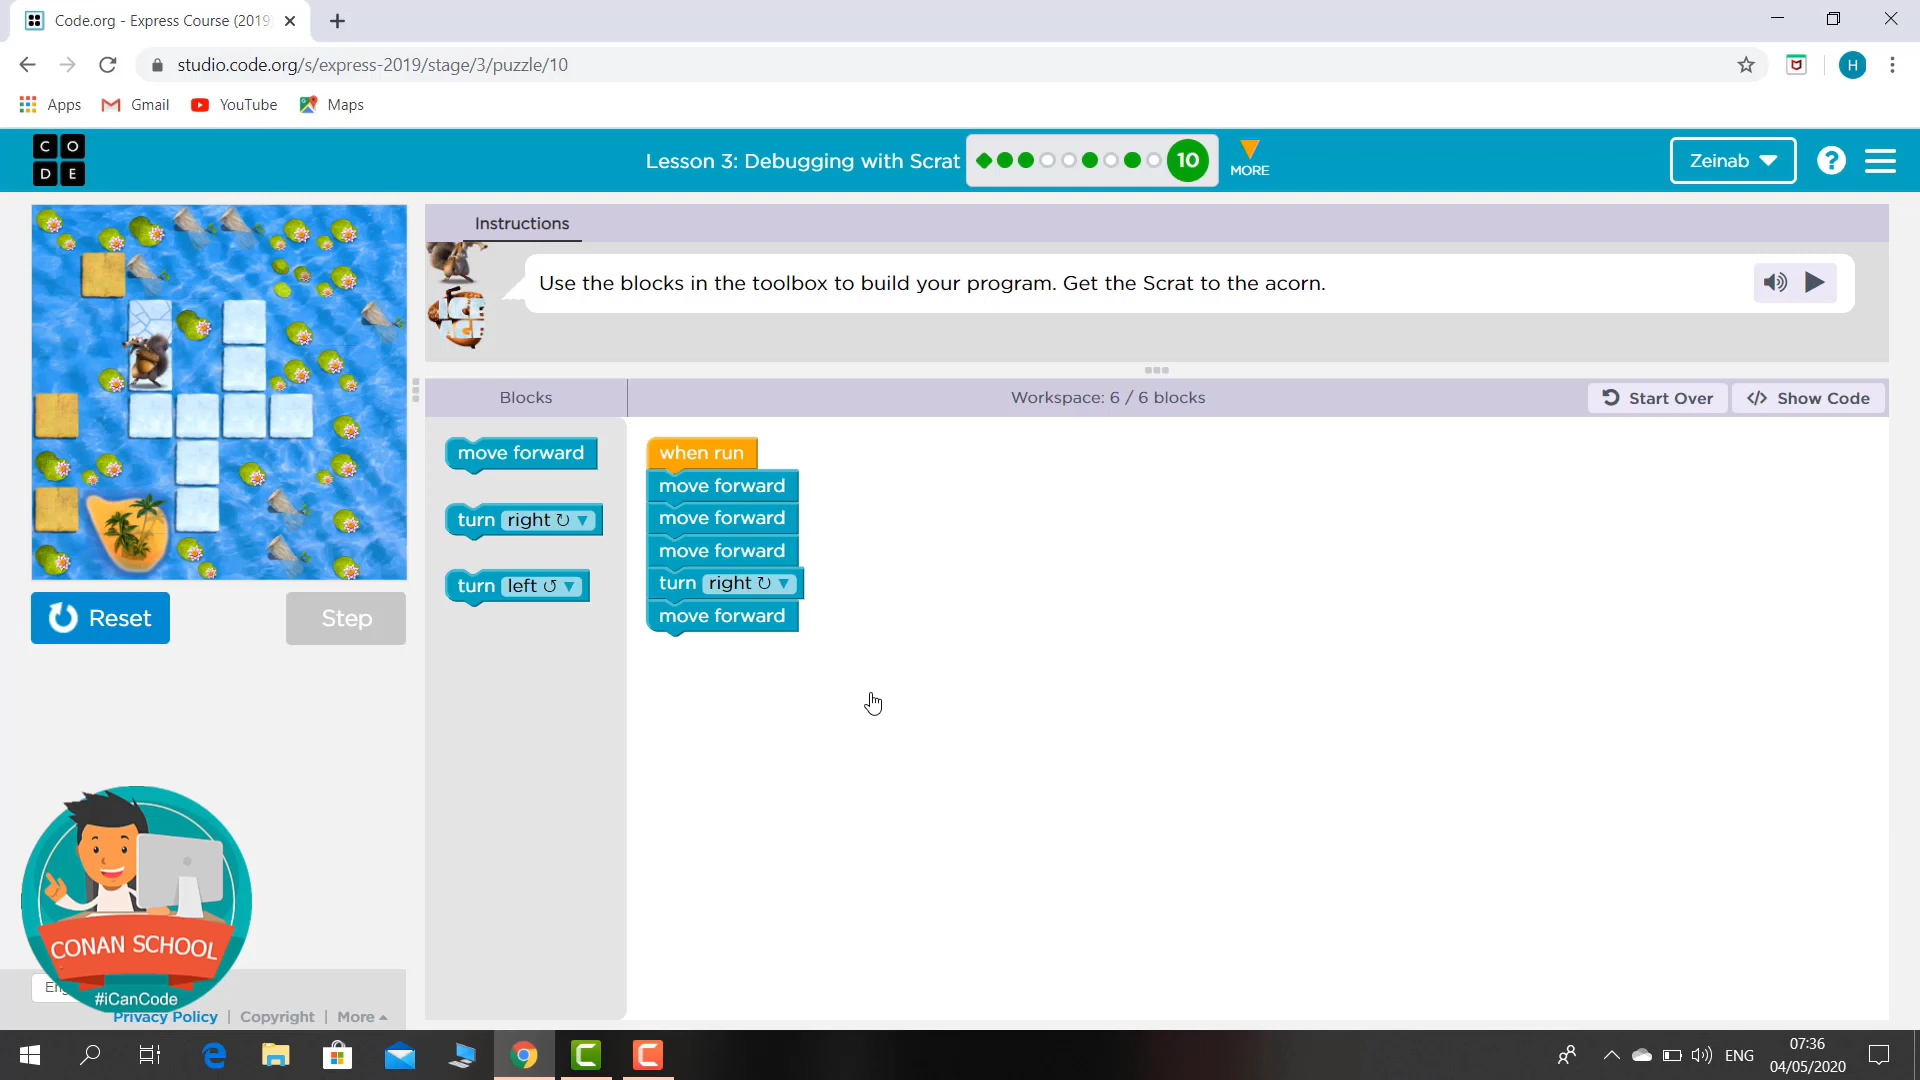 Code.org - Express Course (2019
studio.code.org/s/express-2019/stage/3/puzzle/10
H
Apps
Gmail
YouTube
Maps
C O
D E
Lesson 3: Debugging with Scrat
10
MORE
Zeinab
?
Instructions
ICE
AGE
Use the blocks in the toolbox to build your program. Get the Scrat to the acorn.
Blocks
Workspace: 6 / 6 blocks
Start Over
</> Show Code
move forward
turn right ↻
turn left ↺
when run
move forward
move forward
move forward
turn right ↻
move forward
Reset
Step
CONAN SCHOOL
#iCanCode
Privacy Policy | Copyright | More
ENG
07:36
04/05/2020